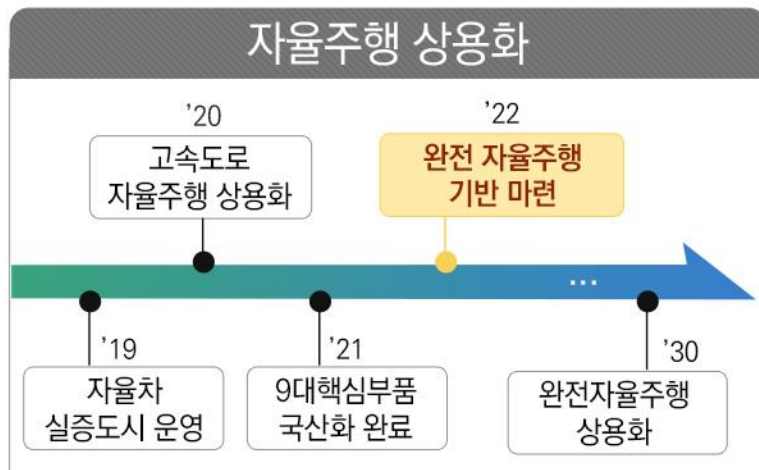 자율주행 상용화
'20
고속도로
자율주행 상용화
'22
완전 자율주행
기반 마련
...
'19
자율차
실증도시 운영
'21
9대핵심부품
국산화 완료
'30
완전자율주행
상용화